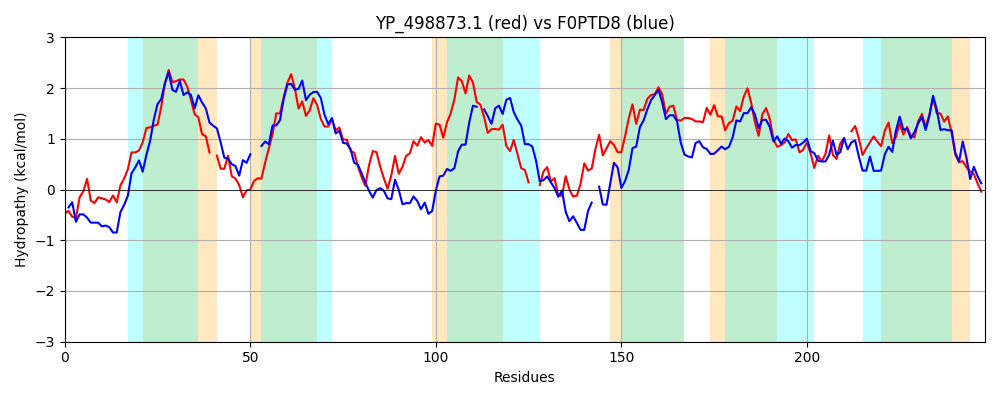 YP_498873.1 (red) vs F0PTD8 (blue)
Hydropathy (kcal/mol)
3
2
1
0
−1
−2
−3
0 50 100 150 200
Residues